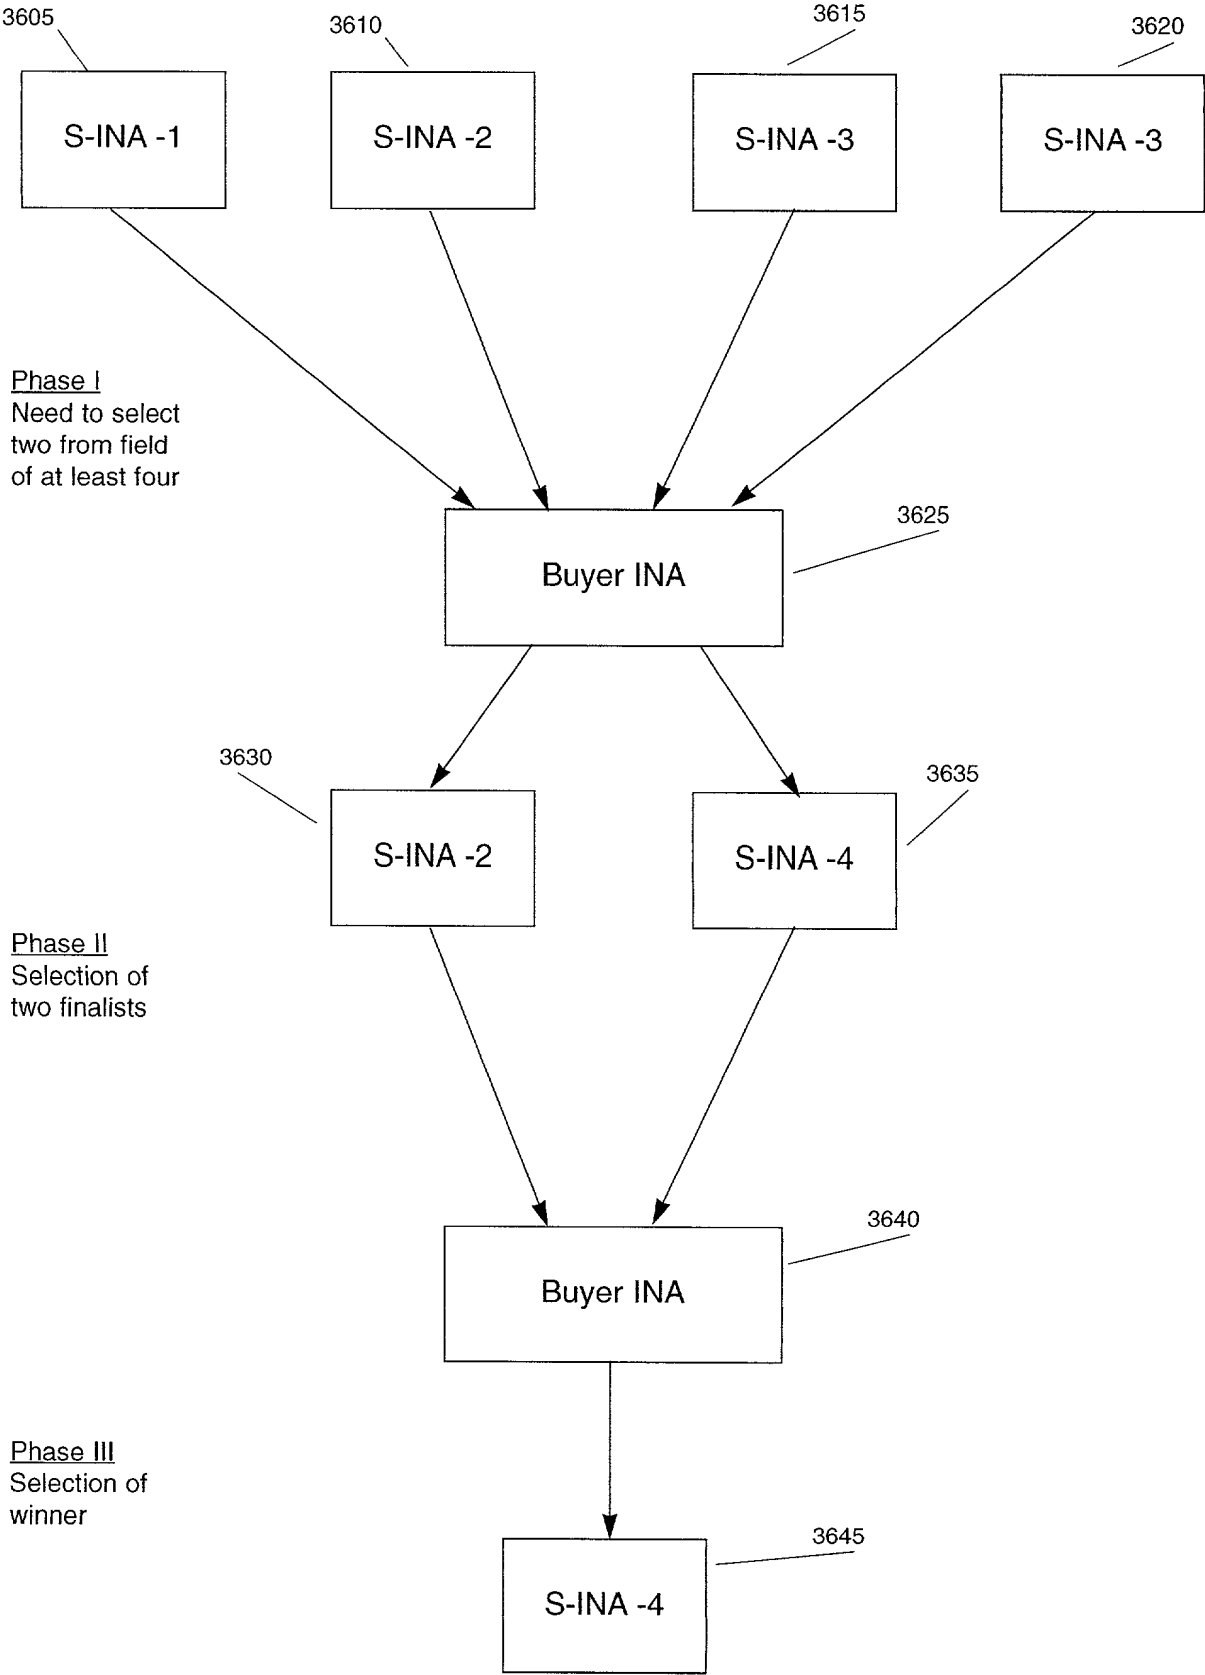 3605
3610
3615
3620
S-INA -1
S-INA -2
S-INA -3
S-INA -3
Phase I
Need to select
two from field
of at least four
3625
Buyer INA
3630
3635
S-INA -2
S-INA -4
Phase II
Selection of
two finalists
3640
Buyer INA
Phase III
Selection of
winner
3645
S-INA -4